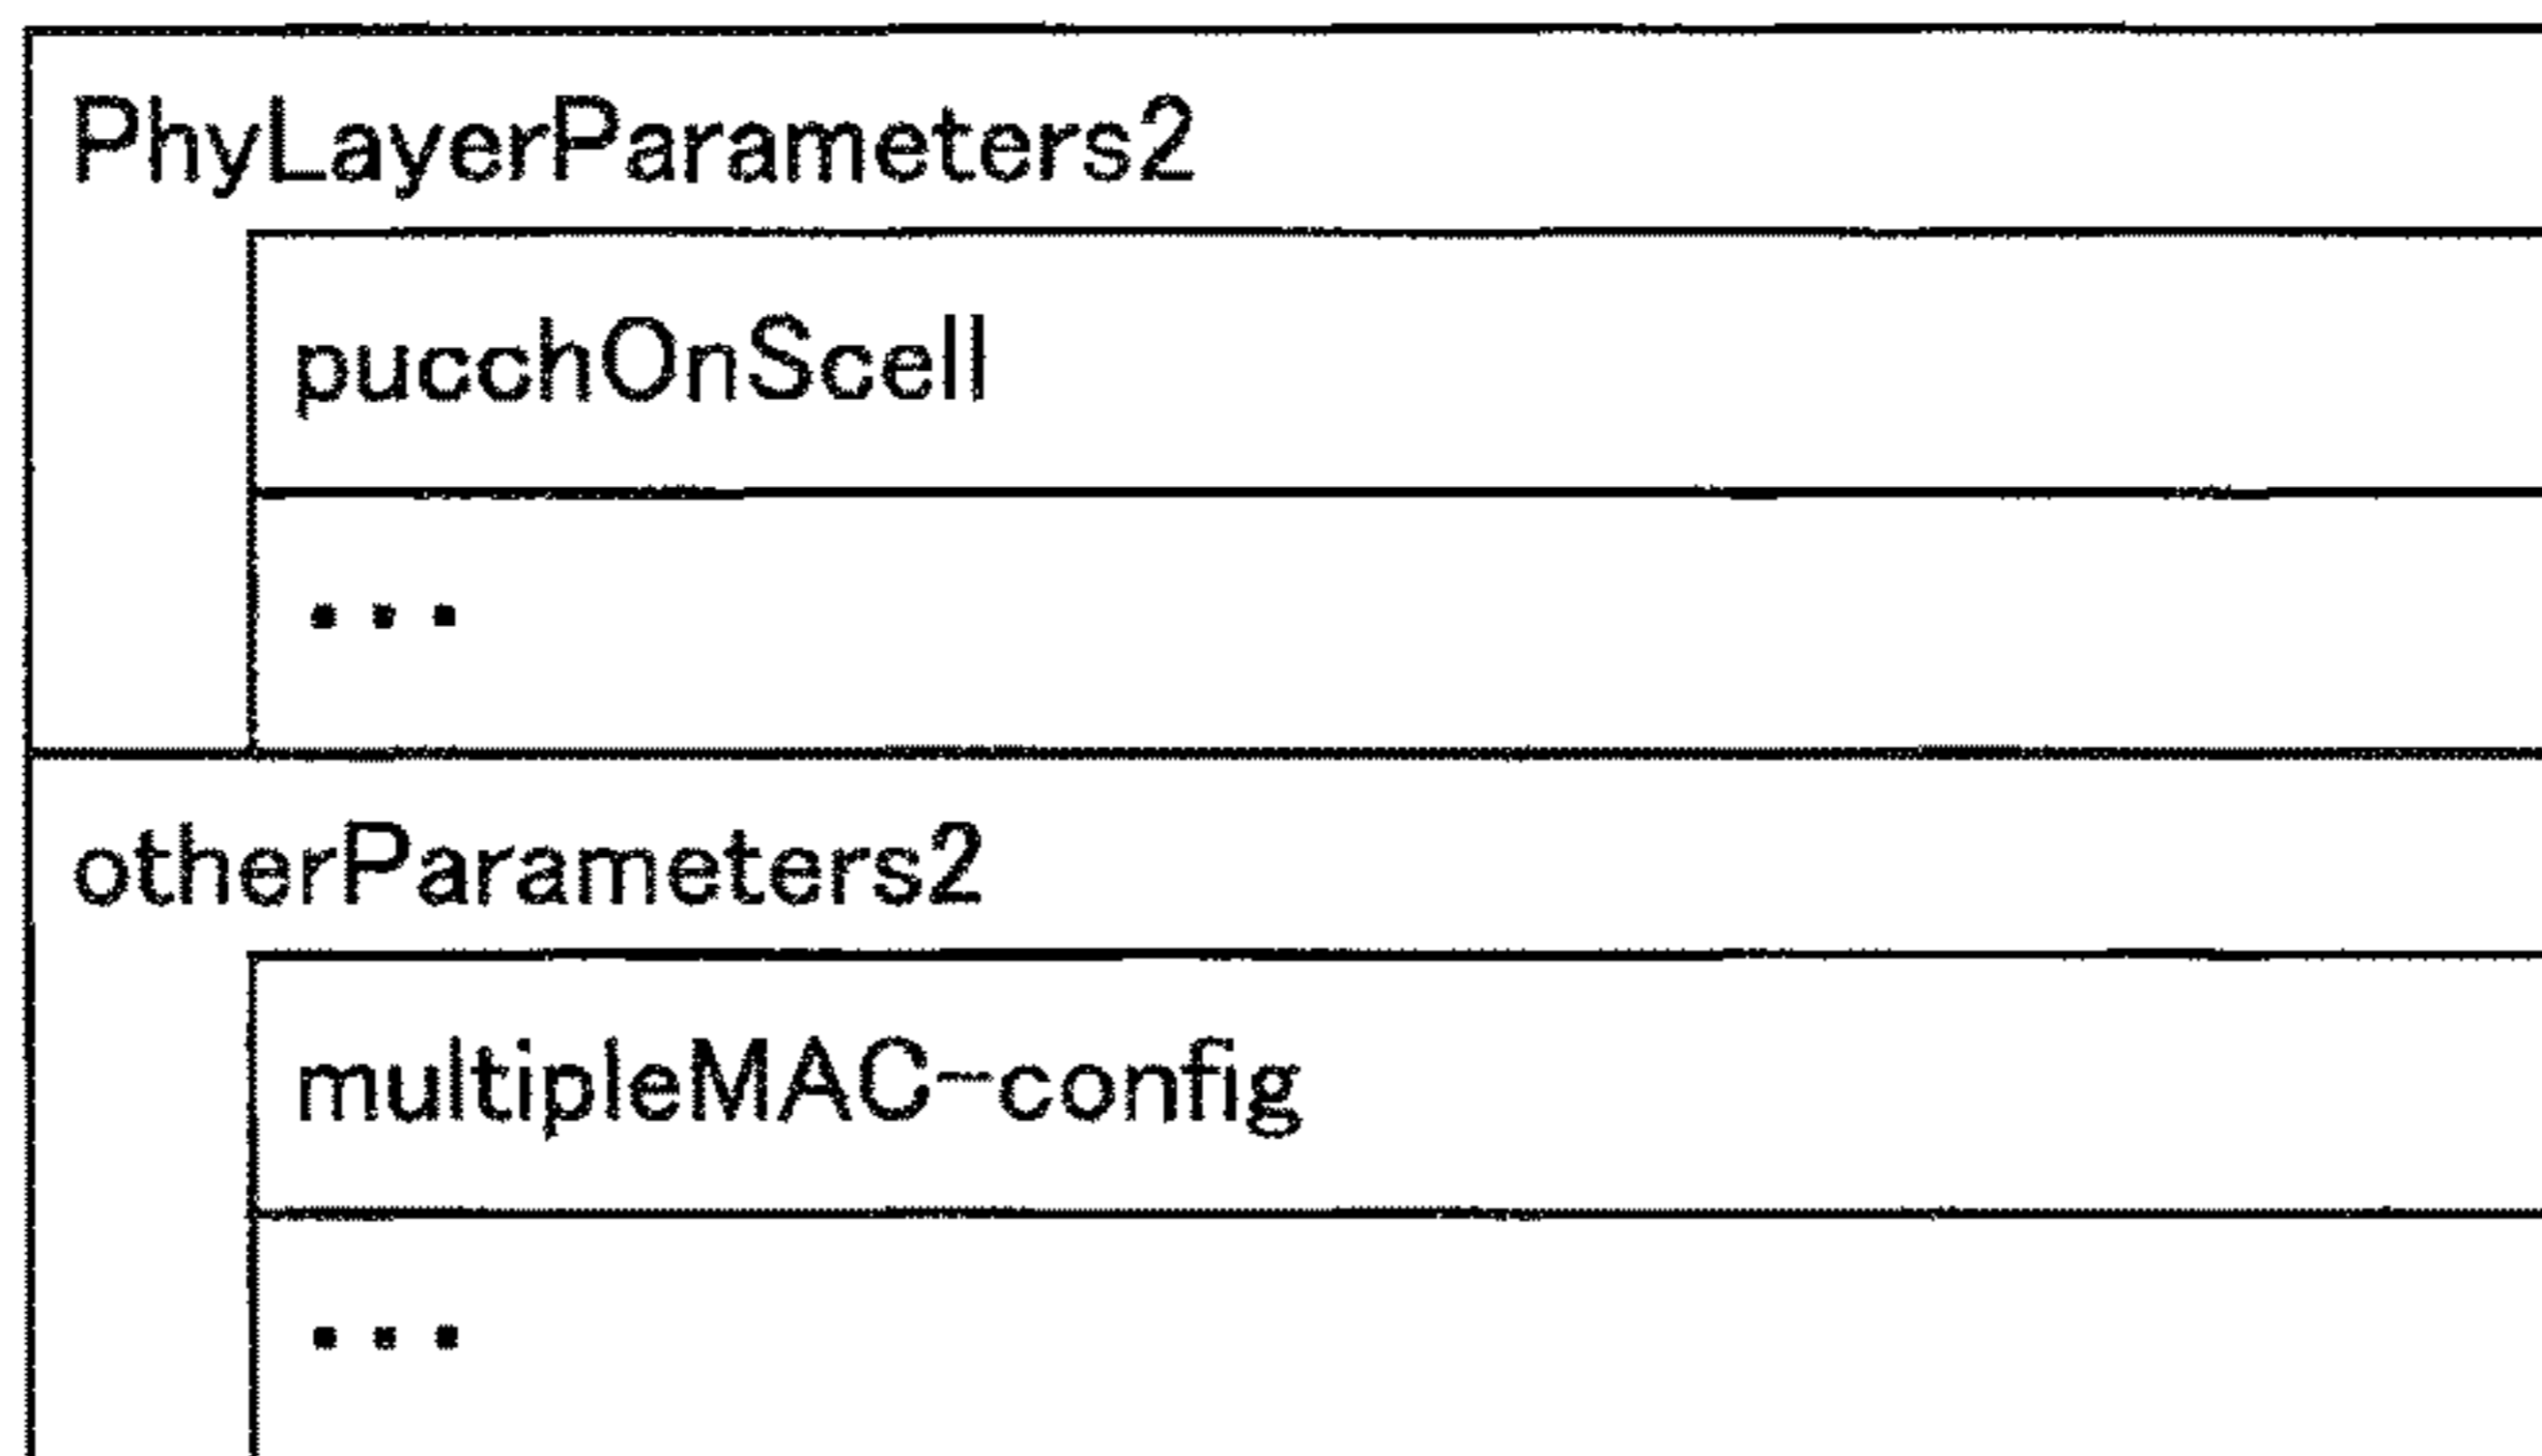 PhyLayerParameters2
pucchOnScell
...
otherParameters2
multipleMAC-config
...